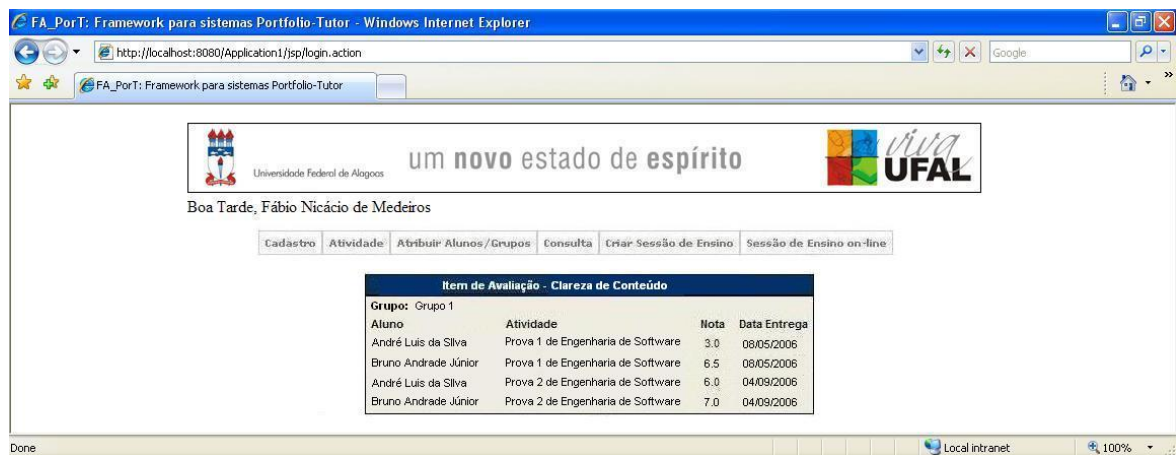 FA_PorT: Framework para sistemas Portfolio-Tutor - Windows Internet Explorer
http://localhost:8080/Application1/jsp/login.action
Google
FA_PorT: Framework para sistemas Portfolio-Tutor
Universidade Federal de Alagoas
um novo estado de espírito
viva
UFAL
Boa Tarde, Fábio Nicácio de Medeiros
Cadastro Atividade Atribuir Alunos/Grupos Consulta Criar Sessão de Ensino Sessão de Ensino on-line
Item de Avaliação - Clareza de Conteúdo
Grupo: Grupo 1
Aluno Atividade Nota Data Entrega
André Luis da Silva Prova 1 de Engenharia de Software 3.0 08/05/2006
Bruno Andrade Júnior Prova 1 de Engenharia de Software 6.5 08/05/2006
André Luis da Silva Prova 2 de Engenharia de Software 6.0 04/09/2006
Bruno Andrade Júnior Prova 2 de Engenharia de Software 7.0 04/09/2006
Done Local intranet 100%